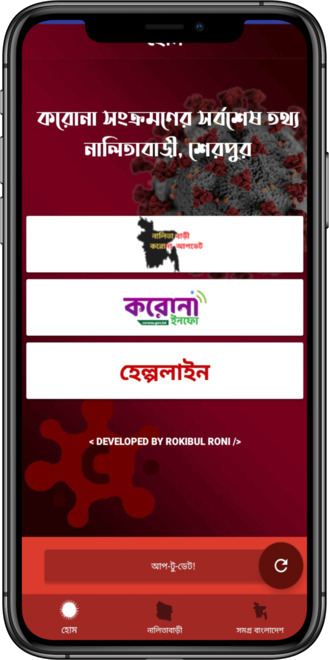 হোম
করোনা সংক্রমণের সর্বশেষ তথ্য
নালিতাবাড়ী, শেরপুর
নালিতা বাড়ী
করোনা আপডেট
করোনা
ইনফো
হেল্পলাইন
< DEVELOPED BY ROKIBUL RONI />
আপ-টু-ডেট!
হোম
নালিতাবাড়ী
সমগ্র বাংলাদেশ